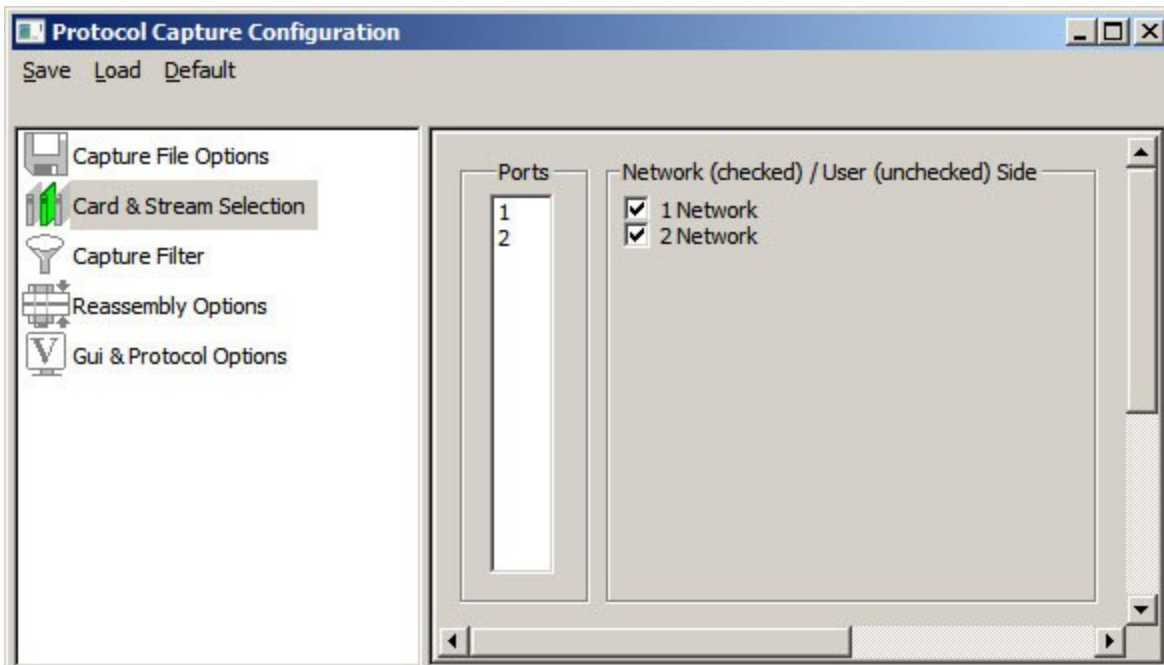 Protocol Capture Configuration
Save Load Default
Capture File Options
Card & Stream Selection
Capture Filter
Reassembly Options
V Gui & Protocol Options
Ports
1
2
Network (checked) / User (unchecked) Side
1 Network
2 Network